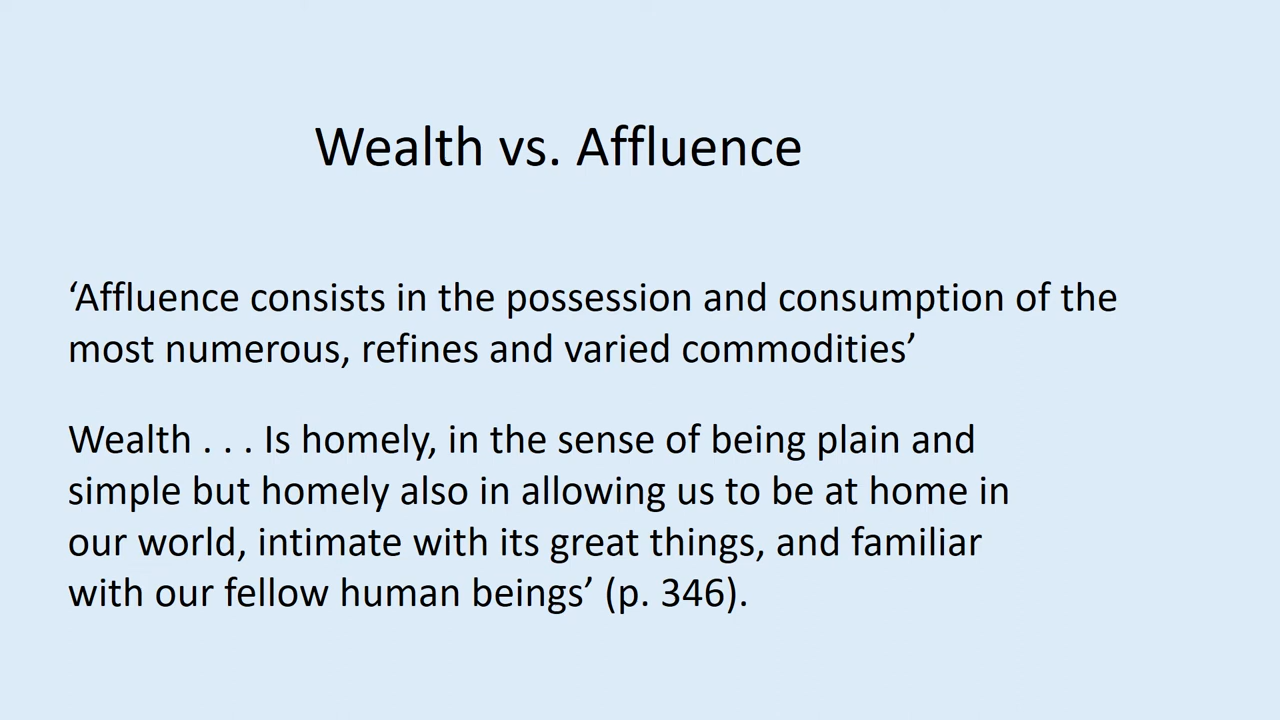 Wealth vs. Affluence
‘Affluence consists in the possession and consumption of the
most numerous, refines and varied commodities’
Wealth . . . Is homely, in the sense of being plain and
simple but homely also in allowing us to be at home in
our world, intimate with its great things, and familiar
with our fellow human beings’ (p. 346).